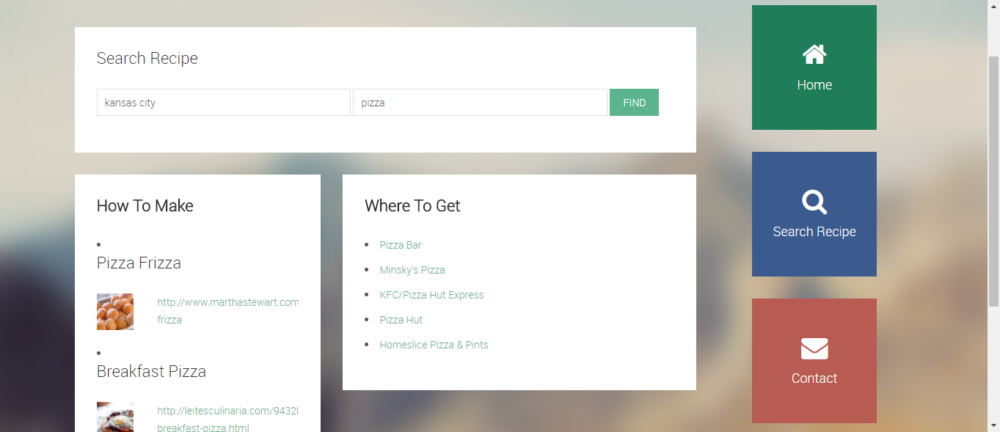 Search Recipe
kansas city
pizza
FIND
How To Make
Pizza Frizza
http://www.marthastewart.com
frizza
Breakfast Pizza
http://leitesculinaria.com/9432
breakfast-pizza.html
Where To Get
Pizza Bar
Minsky's Pizza
KFC/Pizza Hut Express
Pizza Hut
Homeslice Pizza & Pints
Home
Search Recipe
Contact